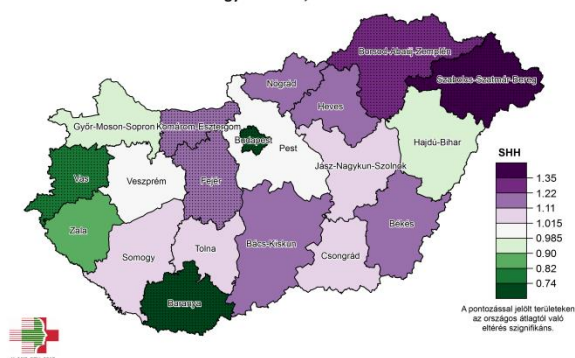 Borsod-Abaúj-Zemplén
Szabolcs-Szatmár-Bereg
Nógrád
Heves
Győr-Moson-Sopron
Komárom-Esztergom
Budapest
Pest
Hajdú-Bihar
Jász-Nagykun-Szolnok
Vas
Veszprém
Fejér
Zala
Somogy
Tolna
Bács-Kiskun
Békés
Csongrád
Baranya
SHH
1.35
1.22
1.11
1.015
0.985
0.90
0.82
0.74
A pontozással jelölt területeken
az országos átlagtól való
eltérés szignifikáns.